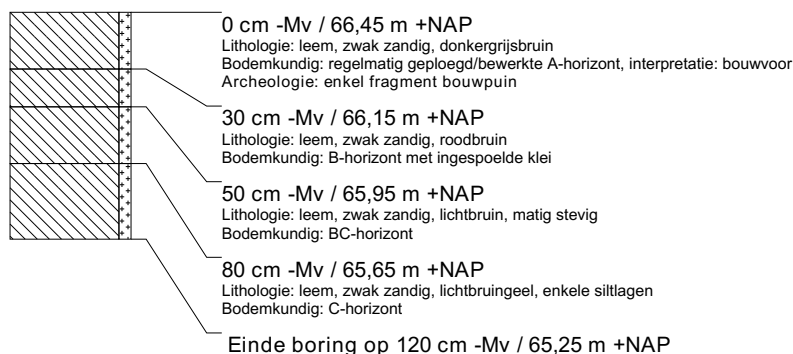 0 cm -Mv / 66,45 m +NAP
Lithologie: leem, zwak zandig, donkergrijsbruin
Bodemkundig: regelmatig geploegd/bewerkte A-horizont, interpretatie: bouwvoor
Archeologie: enkel fragment bouwpuin
30 cm -Mv / 66,15 m +NAP
Lithologie: leem, zwak zandig, roodbruin
Bodemkundig: B-horizont met ingespoelde klei
50 cm -Mv / 65,95 m +NAP
Lithologie: leem, zwak zandig, lichtbruin, matig stevig
Bodemkundig: BC-horizont
80 cm -Mv / 65,65 m +NAP
Lithologie: leem, zwak zandig, lichtbruingeel, enkele siltlagen
Bodemkundig: C-horizont
Einde boring op 120 cm -Mv / 65,25 m +NAP